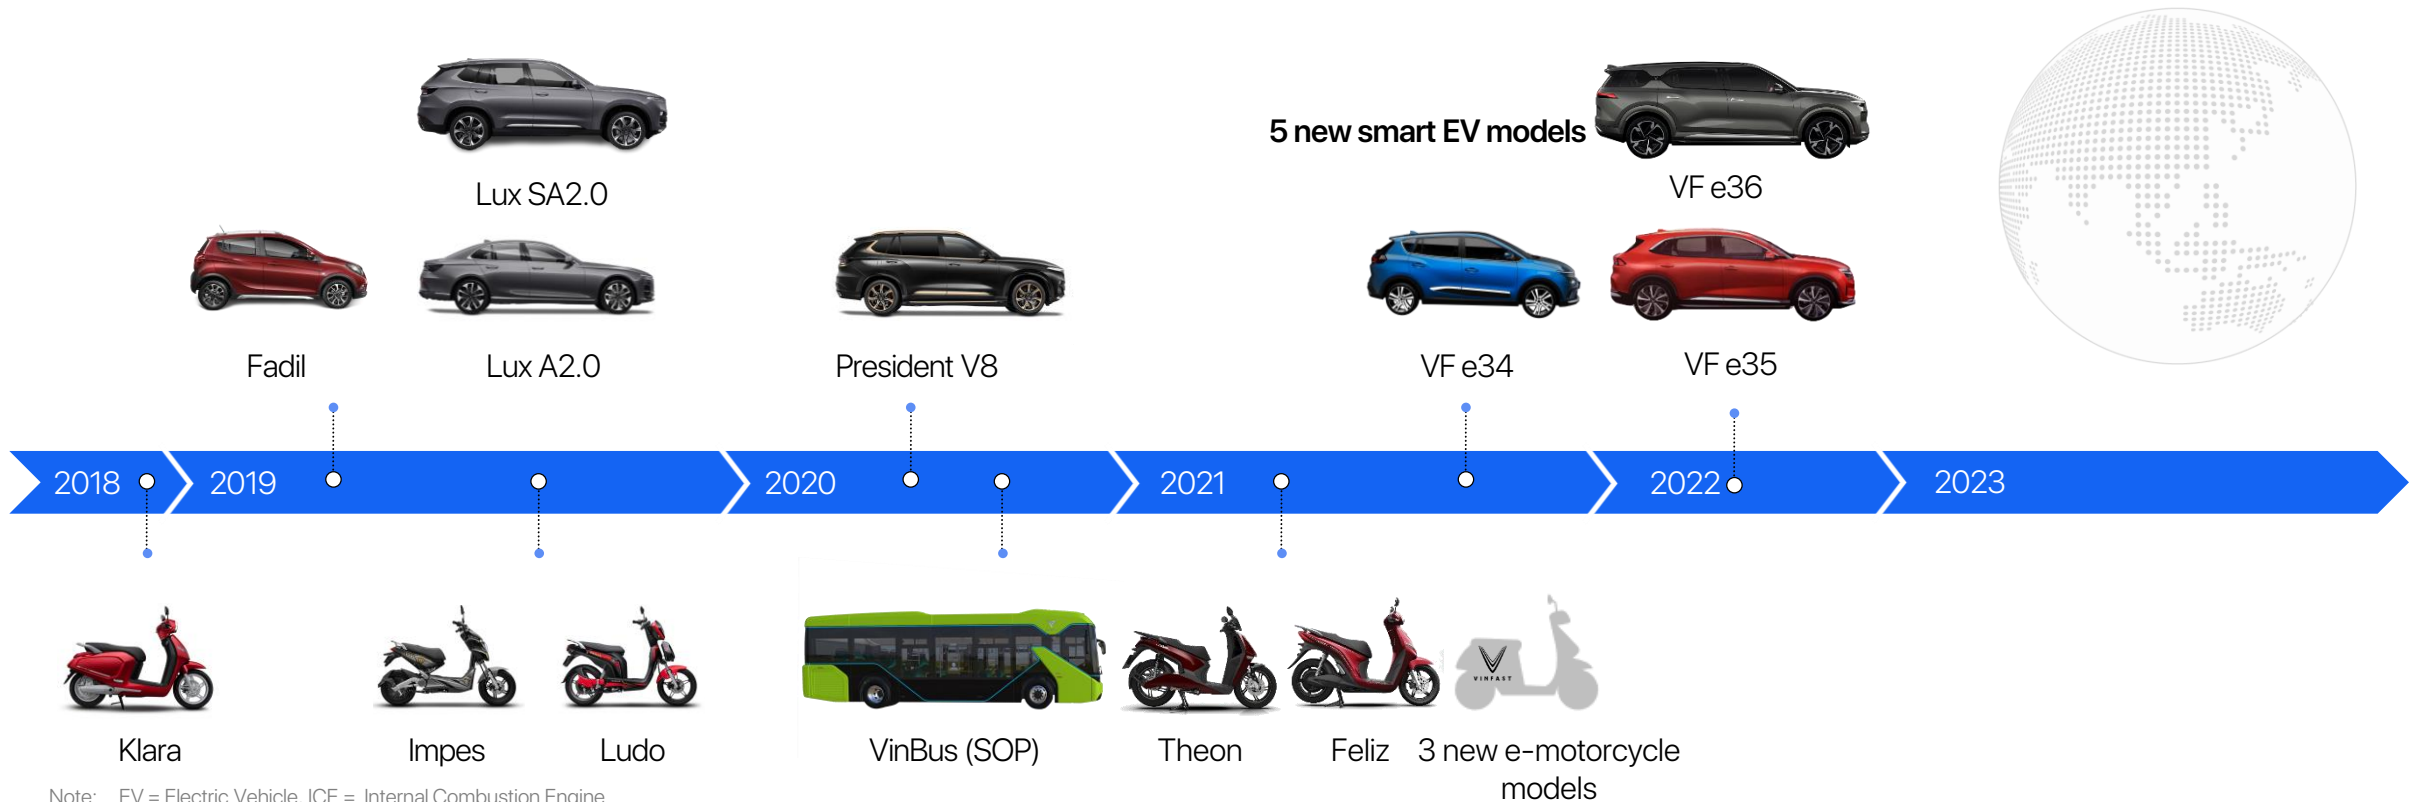 5 new smart EV models
VF e36
Lux SA2.0
Fadil
Lux A2.0
President V8
VF e34
VF e35
2018
2019
2020
2021
2022
2023
VINFAST
Klara
Impes
Ludo
VinBus (SOP)
Theon
Feliz
3 new e-motorcycle
models
Note: EV = Electric Vehicle, ICE = Internal Combustion Engine